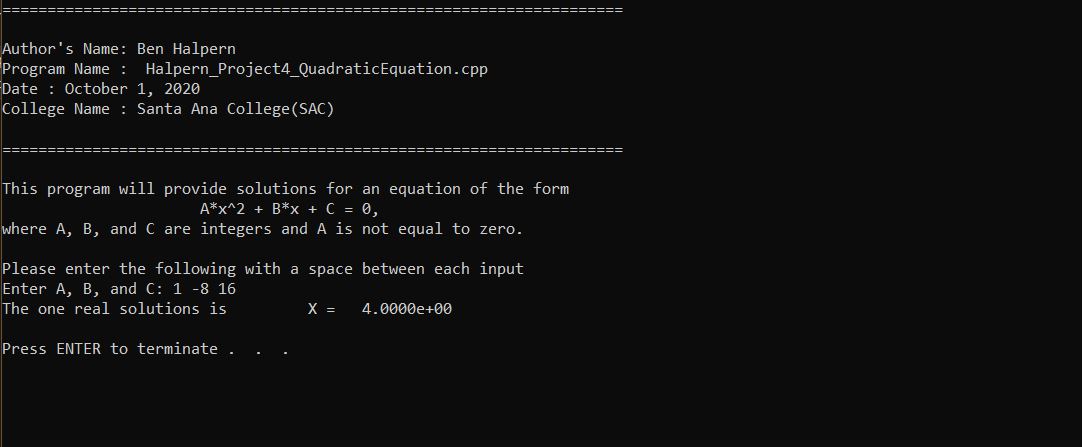 =====================================================================
Author's Name: Ben Halpern
Program Name :  Halpern_Project4_QuadraticEquation.cpp
Date : October 1, 2020
College Name : Santa Ana College(SAC)
=====================================================================
This program will provide solutions for an equation of the form
A*x^2 + B*x + C = 0,
where A, B, and C are integers and A is not equal to zero.
Please enter the following with a space between each input
Enter A, B, and C: 1 -8 16
The one real solutions is         X =   4.0000e+00
Press ENTER to terminate .  .  .